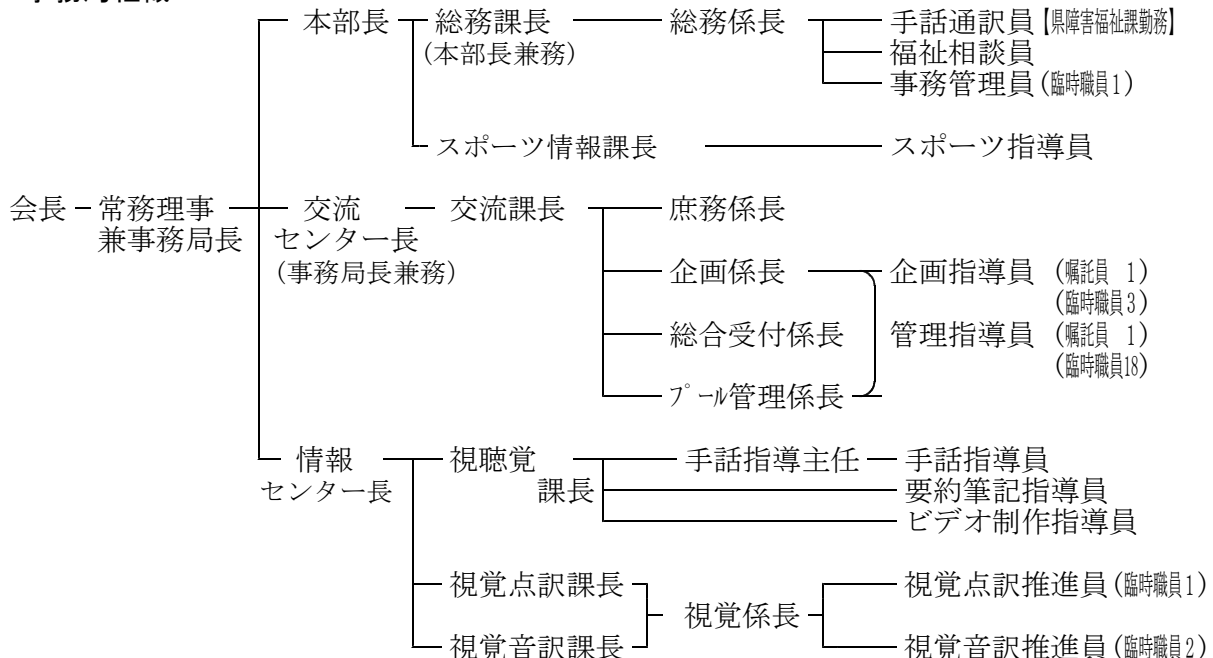 本部長 総務課長 総務係長 手話通訳員【県障害福祉課勤務】
(本部長兼務) 福祉相談員
事務管理員(臨時職員1)
スポーツ情報課長 スポーツ指導員
会長 常務理事 交流 交流課長 庶務係長
兼事務局長 センター長
(事務局長兼務) 企画係長 企画指導員 (嘱託員 1)
(臨時職員3)
総合受付係長 管理指導員 (嘱託員 1)
(臨時職員18)
プール管理係長
情報 視聴覚 手話指導主任 手話指導員
センター長 課長 要約筆記指導員
ビデオ制作指導員
視覚点訳課長 視覚点訳推進員(臨時職員1)
視覚係長
視覚音訳課長 視覚音訳推進員(臨時職員2)